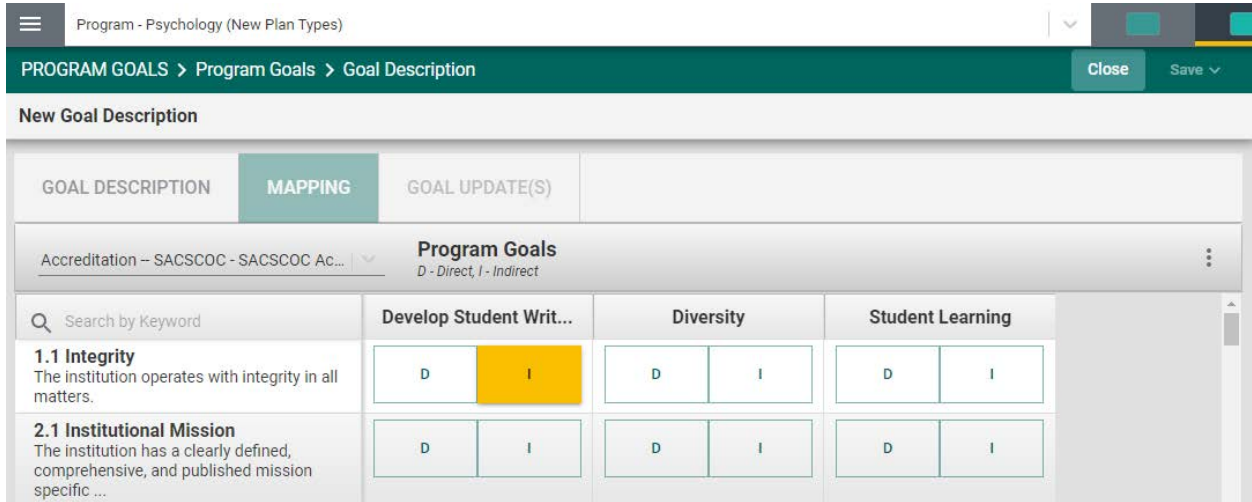 Program - Psychology (New Plan Types)
PROGRAM GOALS > Program Goals > Goal Description
Close
Save
New Goal Description
GOAL DESCRIPTION
MAPPING
GOAL UPDATE(S)
Accreditation -- SACSCOC - SACSCOC Ac...
Program Goals
D - Direct, I - Indirect
Search by Keyword
Develop Student Writ...
Diversity
Student Learning
1.1 Integrity
The institution operates with integrity in all
matters.
D I D I D I
2.1 Institutional Mission
The institution has a clearly defined,
comprehensive, and published mission
specific ...
D I D I D I